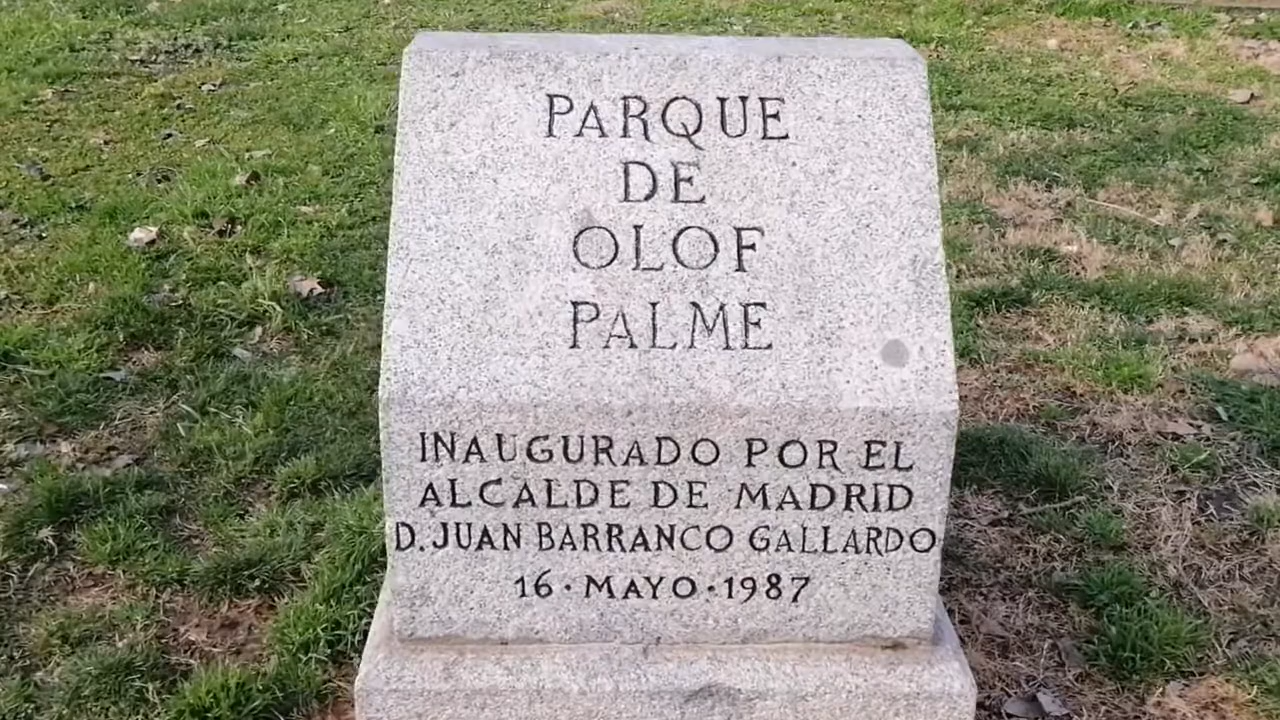 PARQUE
DE
OLOF
PALME
INAUGURADO POR EL
ALCALDE DE MADRID
D. JUAN BARRANCO GALLARDO
16 · MAYO · 1987